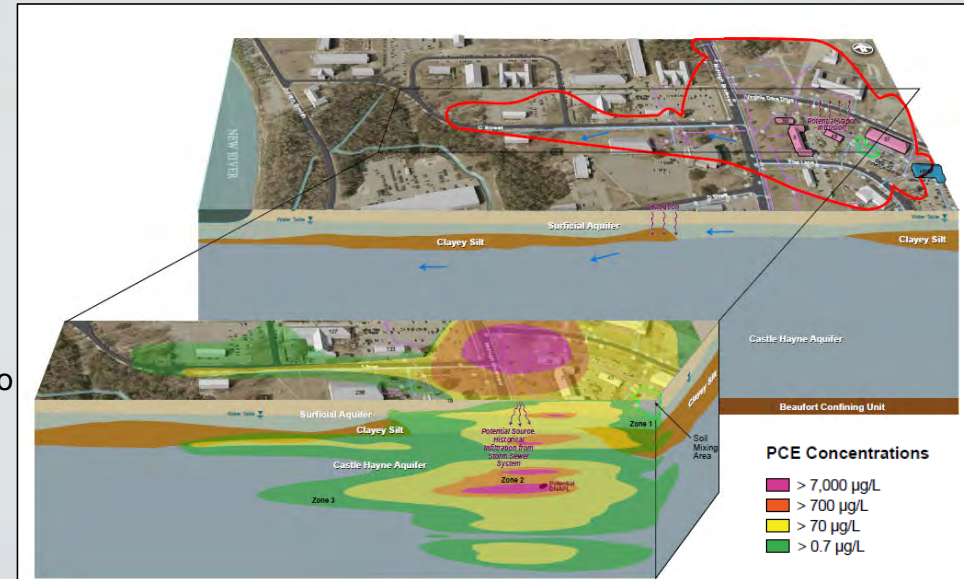 NEW RIVER
Potential Vapor
Intrusion
Infiltration
Water Table
Water Table
Surficial Aquifer
Clayey Silt
Clayey Silt
Castle Hayne Aquifer
Beaufort Confining Unit
o
Water Table
Surficial Aquifer
Clayey Silt
Clayey Silt
Castle Hayne Aquifer
Potential Source
Historical
Infiltration from
Storm Sewer
System
Zone 1
Zone 2
Potential
DNAPL
Zone 3
Soil
Mixing
Area
PCE Concentrations
> 7,000 µg/L
> 700 µg/L
> 70 µg/L
> 0.7 µg/L